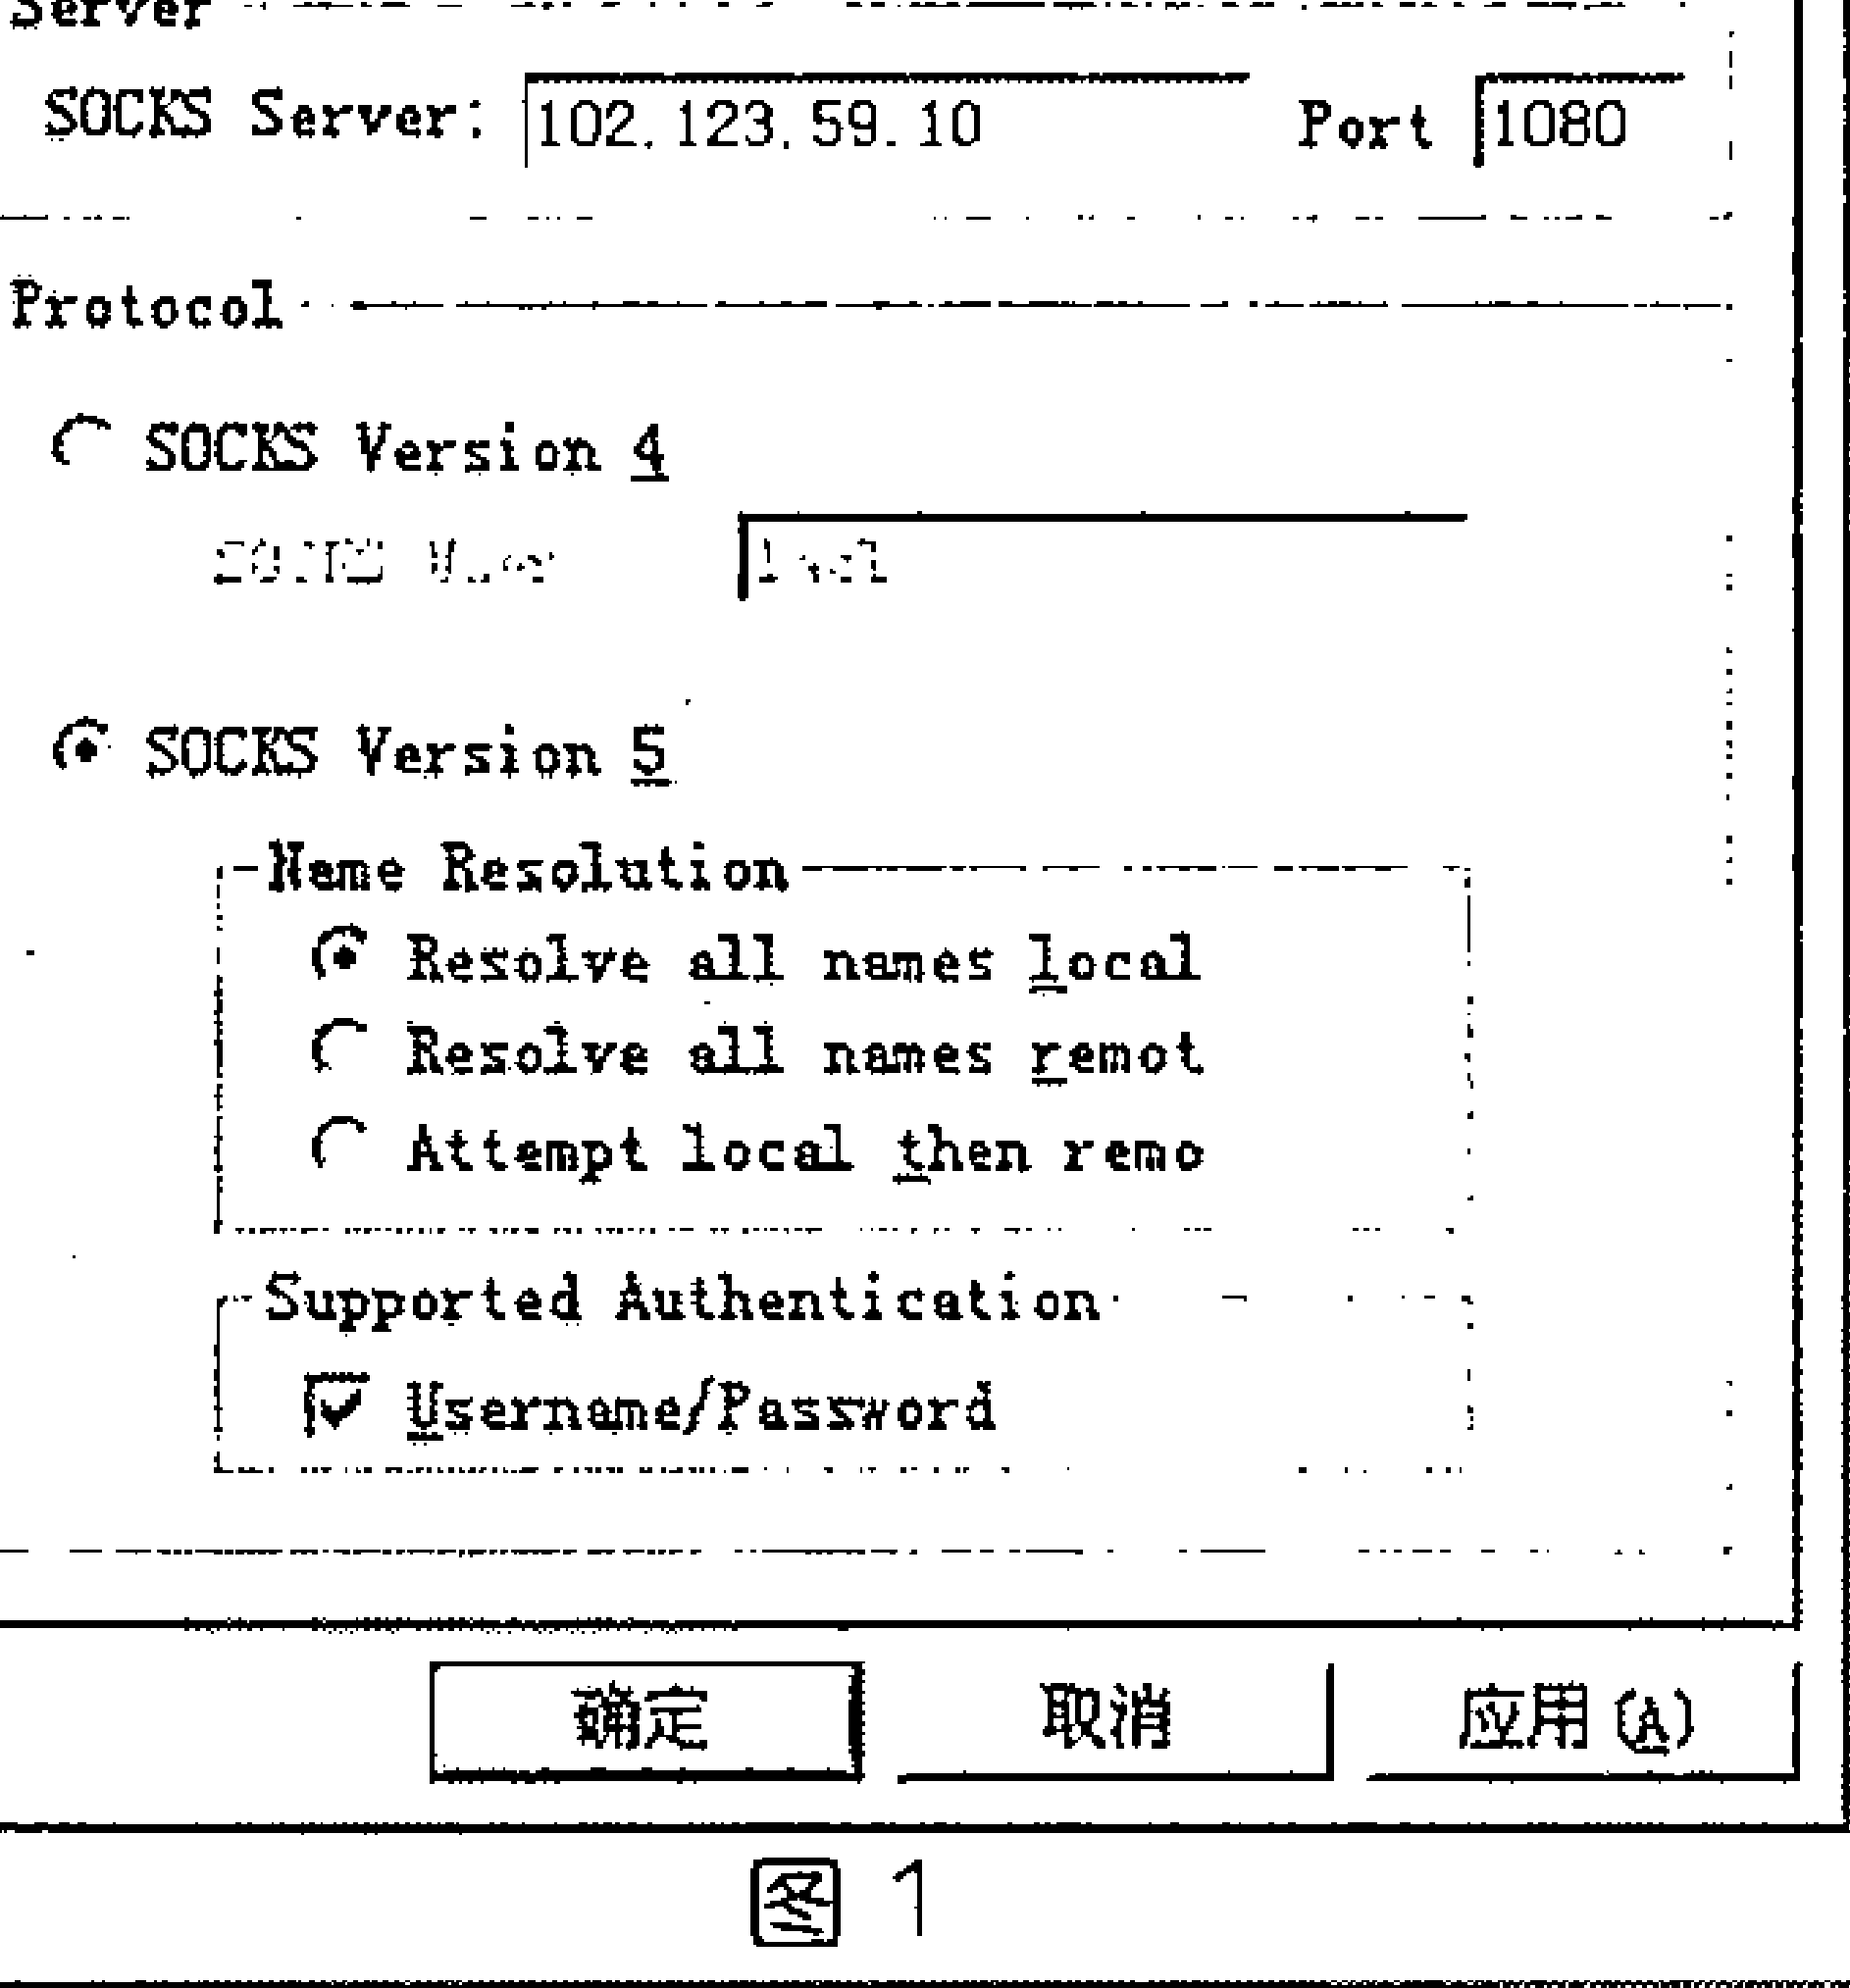 Server
SOCKS Server: 102.123.59.10 Port 1080
Protocol
SOCKS Version 4
SOCKS Version 5
Name Resolution
Resolve all names local
Resolve all names remot
Attempt local then remo
Supported Authentication
Username/Password
确定 取消 应用(A)
图 1